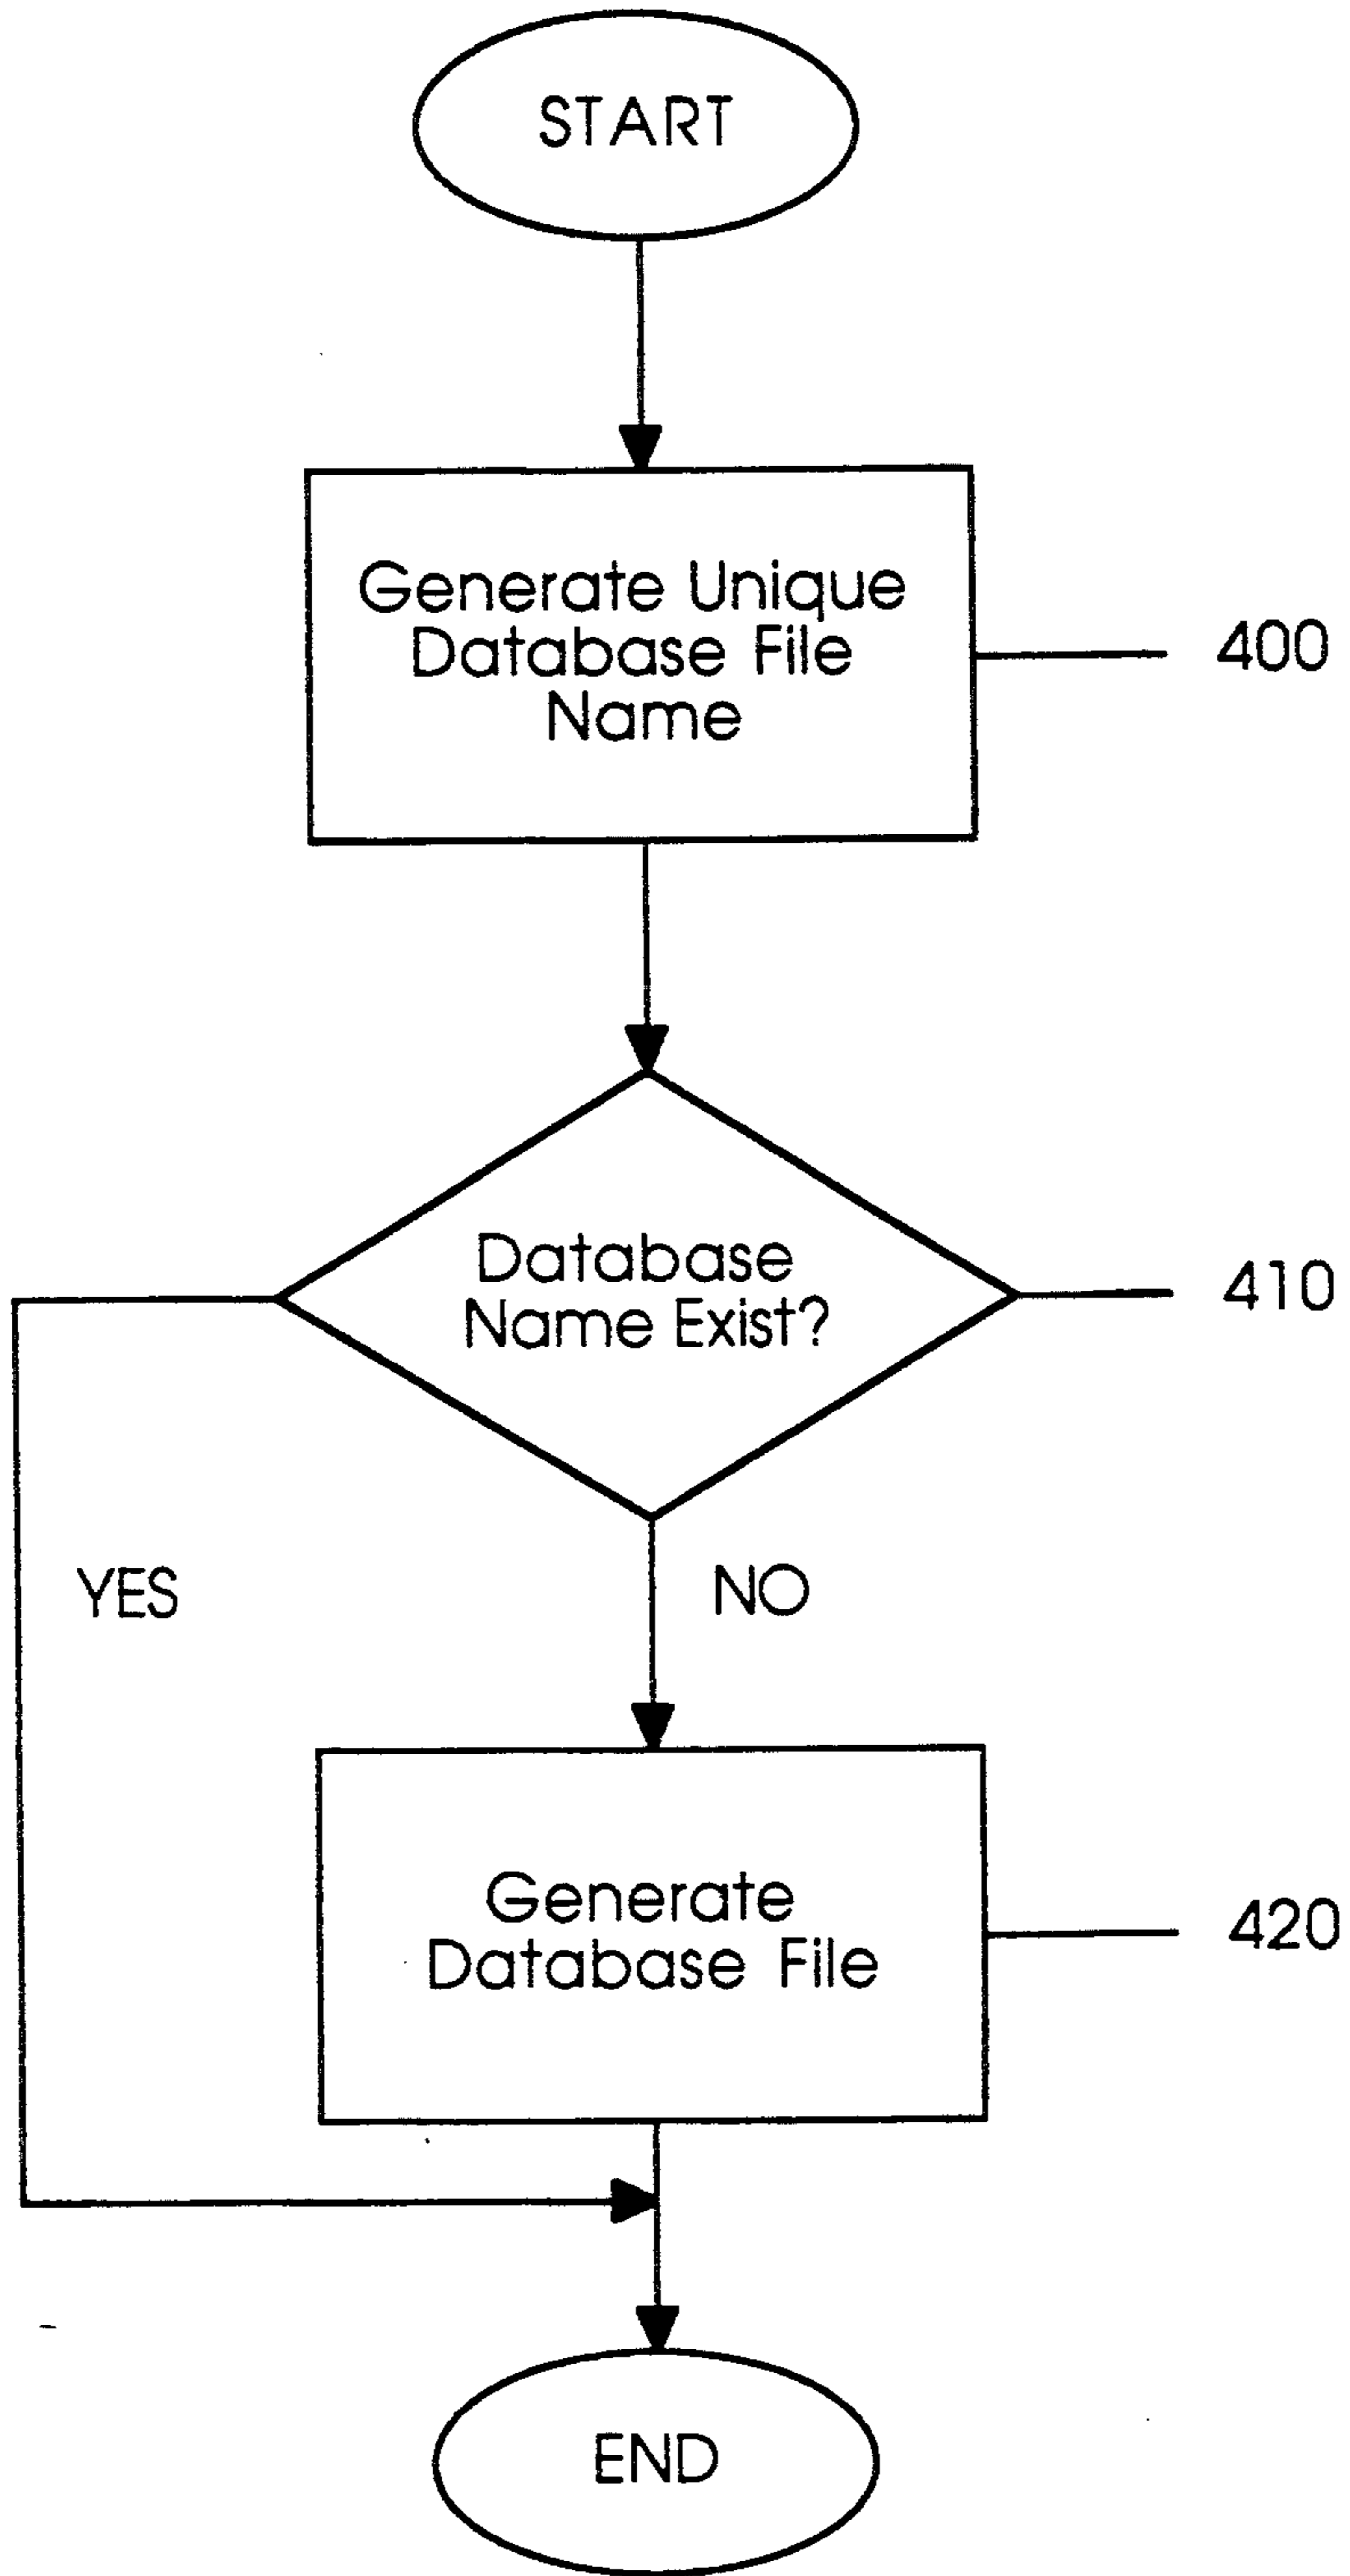 START
Generate Unique
Database File
Name
400
Database
Name Exist?
410
YES
NO
Generate
Database File
420
END